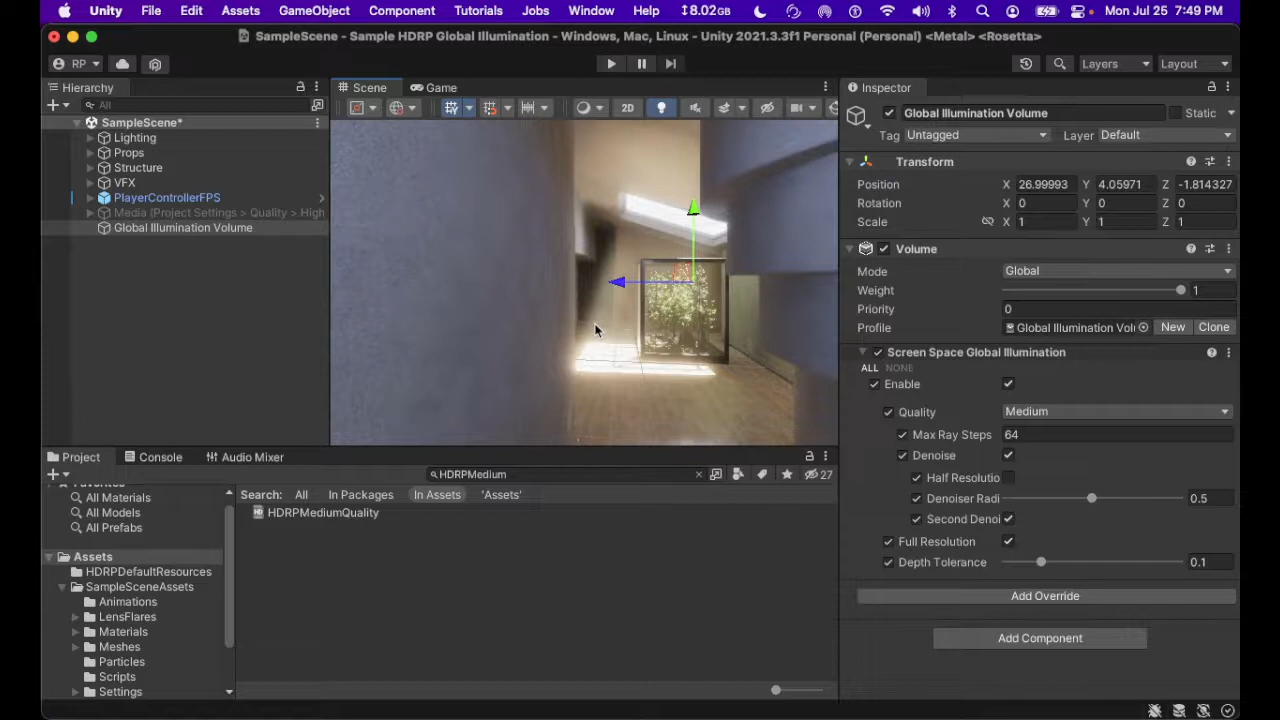 Unity File Edit Assets GameObject Component Tutorials Jobs Window Help 8.02GB Mon Jul 25 7:49 PM
SampleScene - Sample HDRP Global Illumination - Windows, Mac, Linux - Unity 2021.3.3f1 Personal (Personal) <Metal> <Rosetta>
RP Layers Layout
Hierarchy
All
SampleScene*
Lighting
Props
Structure
VFX
PlayerControllerFPS
Media (Project Settings > Quality > High
Global Illumination Volume
Scene Game
2D
Inspector
Global Illumination Volume Static
Tag Untagged Layer Default
Transform
Position X 26.99993 Y 4.05971 Z -1.814327
Rotation X 0 Y 0 Z 0
Scale X 1 Y 1 Z 1
Volume
Mode Global
Weight 1
Priority 0
Profile Global Illumination Vol New Clone
Screen Space Global Illumination
ALL NONE
Enable
Quality Medium
Max Ray Steps 64
Denoise
Half Resolutio
Denoiser Radi 0.5
Second Denoi
Full Resolution
Depth Tolerance 0.1
Add Override
Add Component
Project Console Audio Mixer
HDRPMedium 27
Favorites
All Materials
All Models
All Prefabs
Assets
HDRPDefaultResources
SampleSceneAssets
Animations
LensFlares
Materials
Meshes
Particles
Scripts
Settings
Search: All In Packages In Assets 'Assets'
HDRPMediumQuality